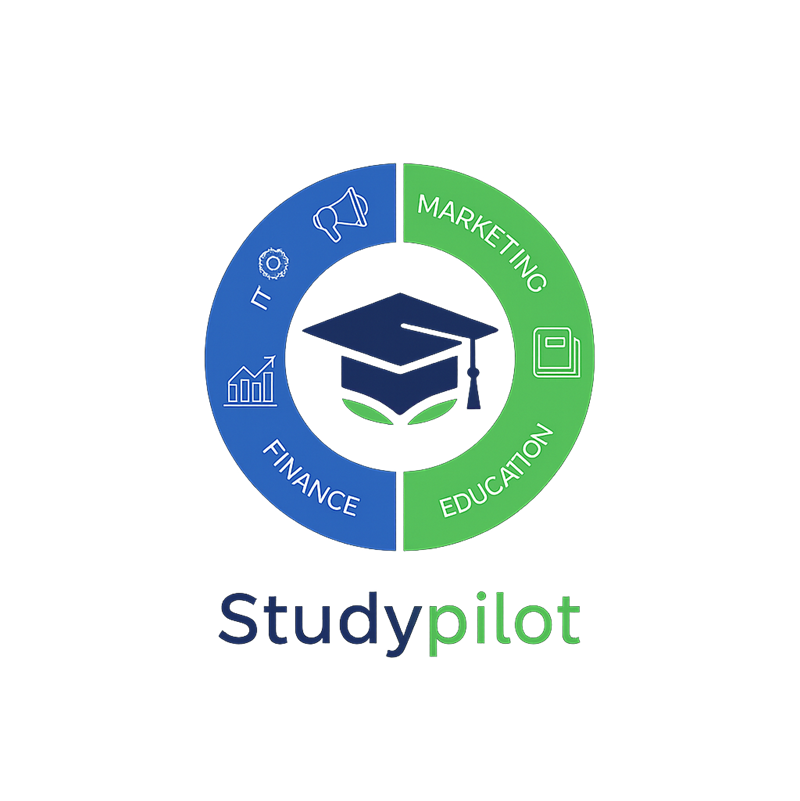 MARKETING
IT
FINANCE
EDUCATION
Studypilot